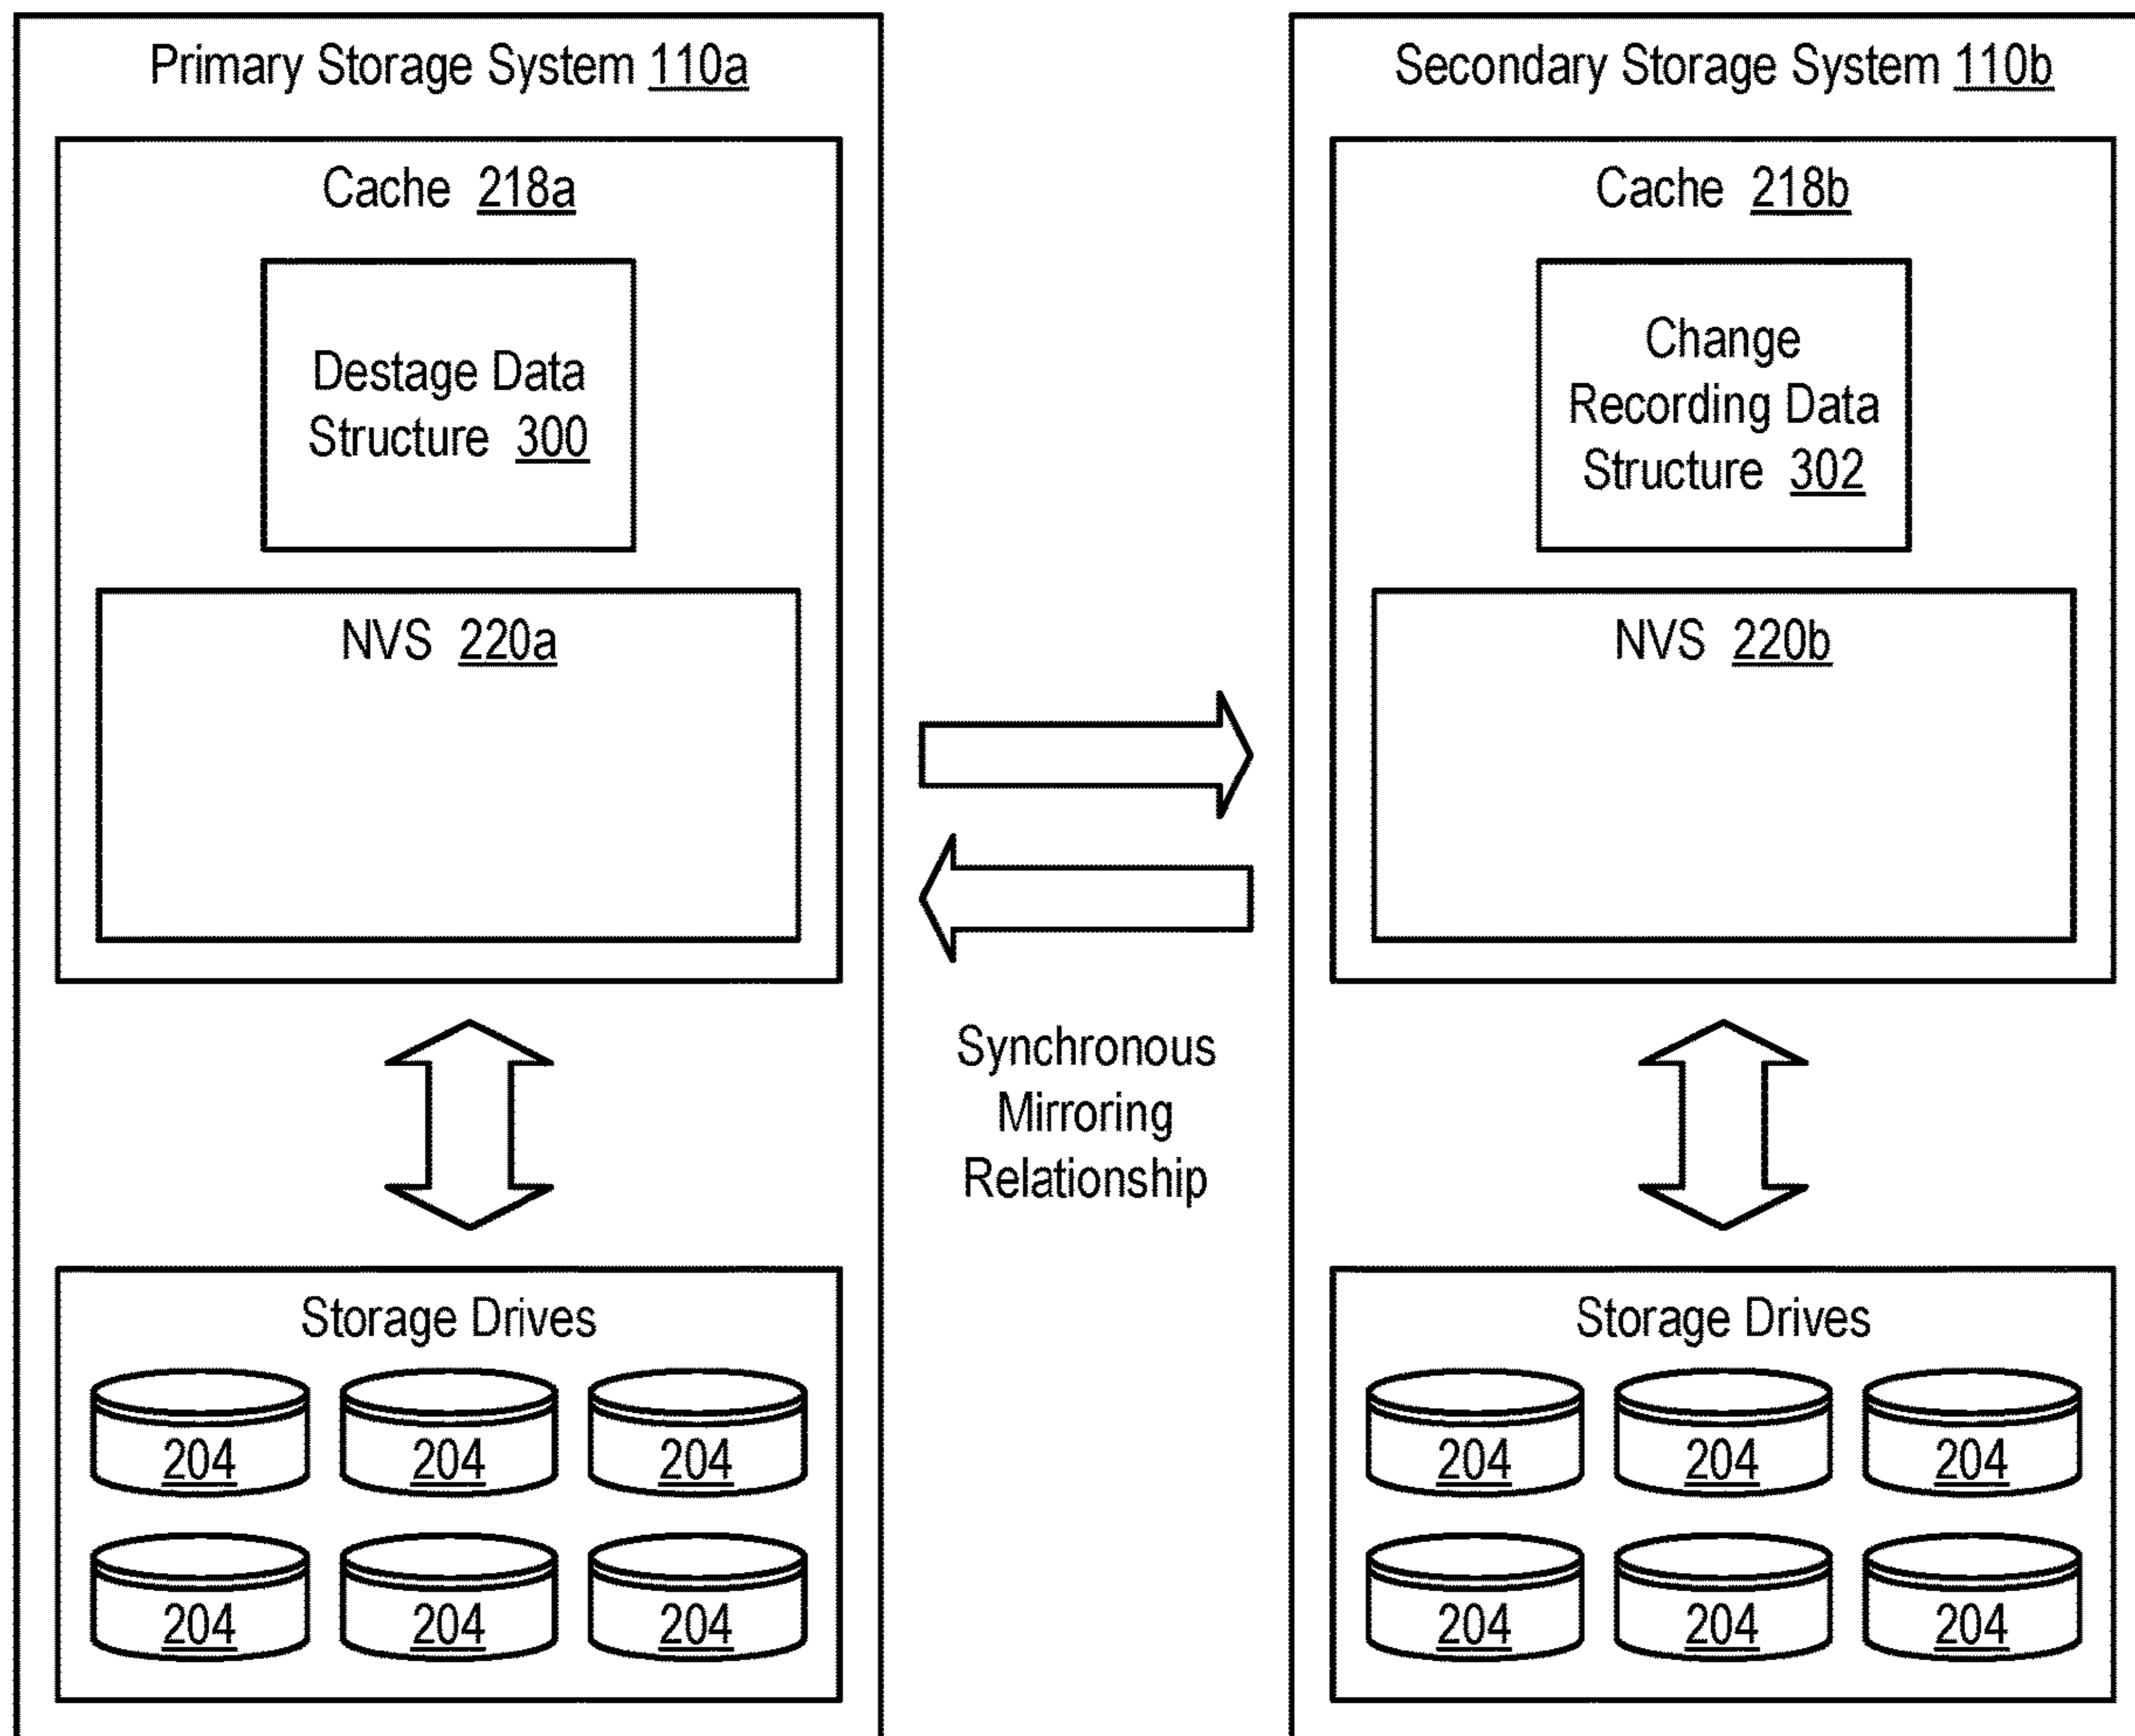 Primary Storage System 110a
Cache 218a
Destage Data
Structure 300
NVS 220a
Storage Drives
204 204 204
204 204 204
Synchronous
Mirroring
Relationship
Secondary Storage System 110b
Cache 218b
Change
Recording Data
Structure 302
NVS 220b
Storage Drives
204 204 204
204 204 204